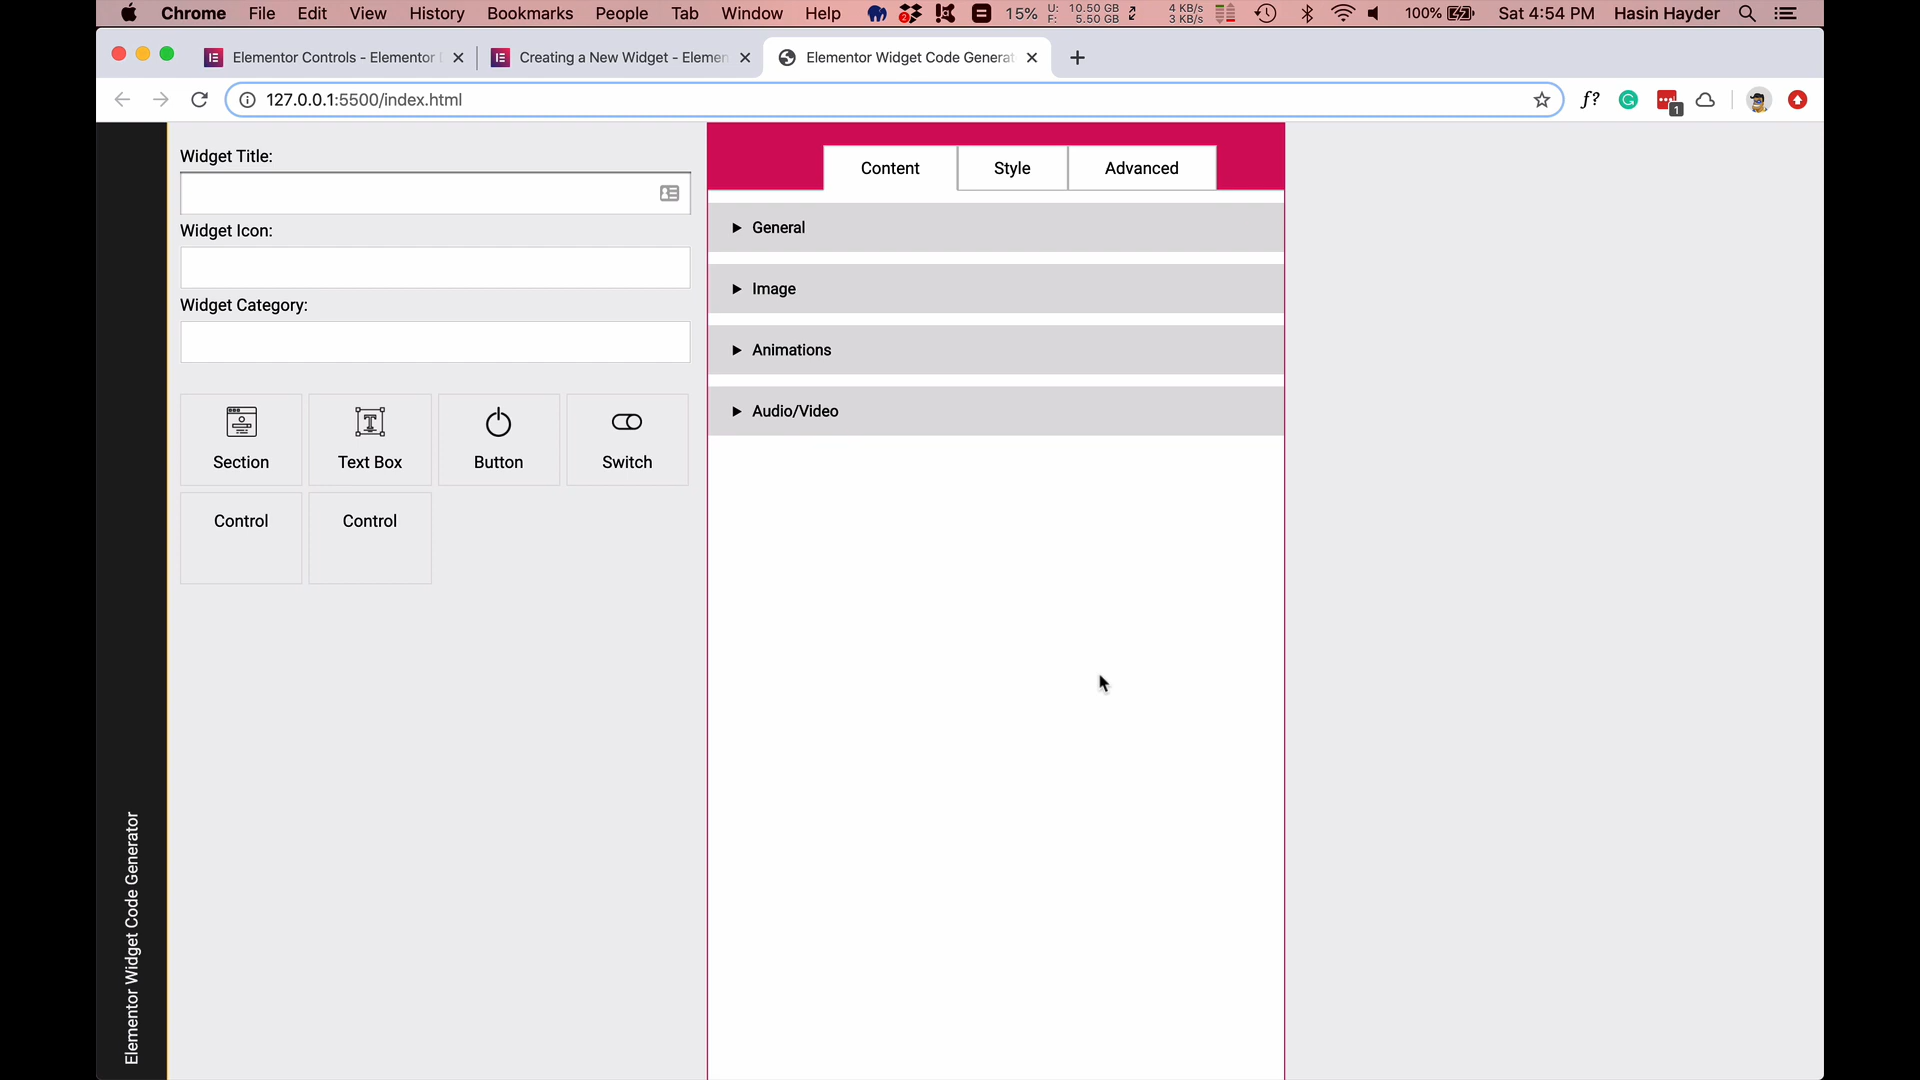 Chrome File Edit View History Bookmarks People Tab Window Help 2 15% U: 10.50 GB F: 5.50 GB 4 KB/s 3 KB/s 100% Sat 4:54 PM Hasin Hayder
Elementor Controls - Elementor
Creating a New Widget - Elemen
Elementor Widget Code Generat
127.0.0.1:5500/index.html
f?
1
Widget Title:
Widget Icon:
Widget Category:
Section
Text Box
Button
Switch
Control
Control
Content
Style
Advanced
General
Image
Animations
Audio/Video
Elementor Widget Code Generator